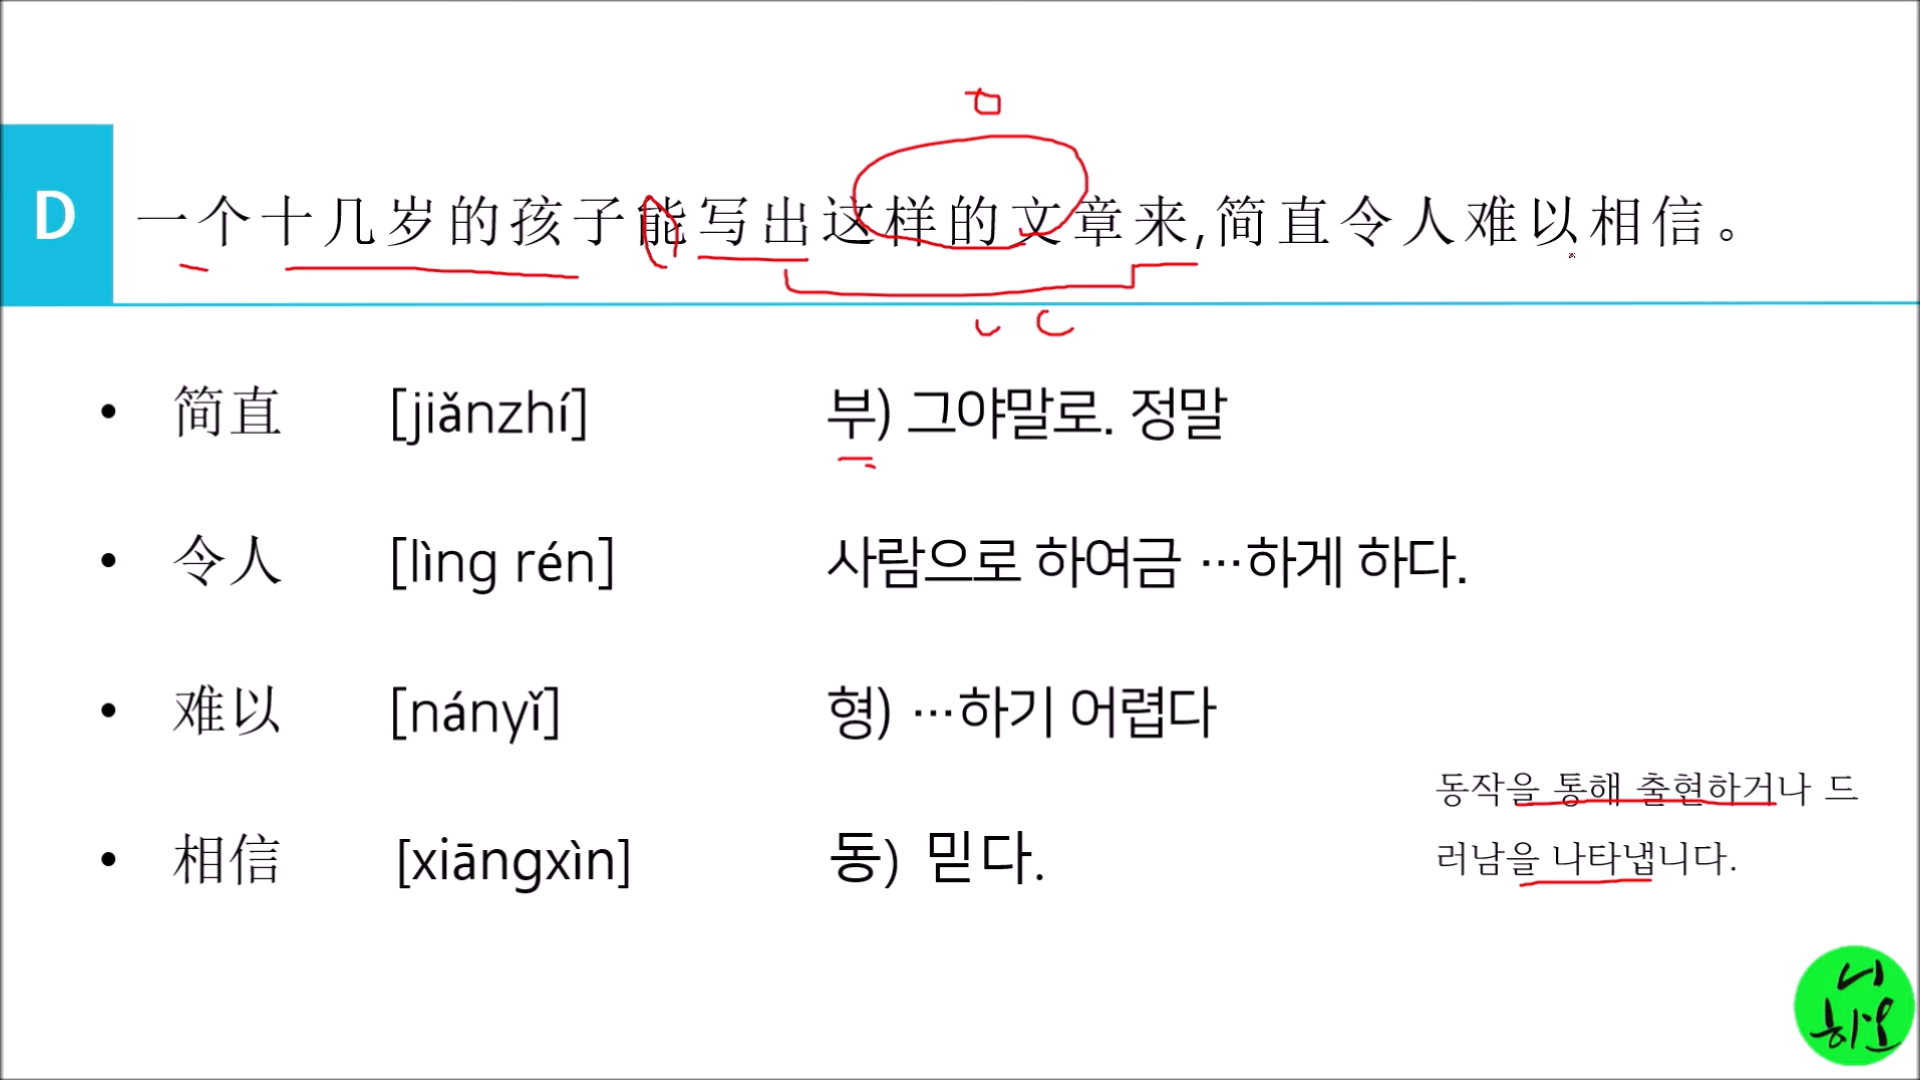 D
一个十几岁的孩子能写出这样的文章来,简直令人难以相信。
• 简直 [jiǎnzhí] 부) 그야말로. 정말
• 令人 [lìng rén] 사람으로 하여금 …하게 하다.
• 难以 [nányǐ] 형) …하기 어렵다
• 相信 [xiāngxìn] 동) 믿다.
동작을 통해 출현하거나 드
러남을 나타냅니다.
니
하오